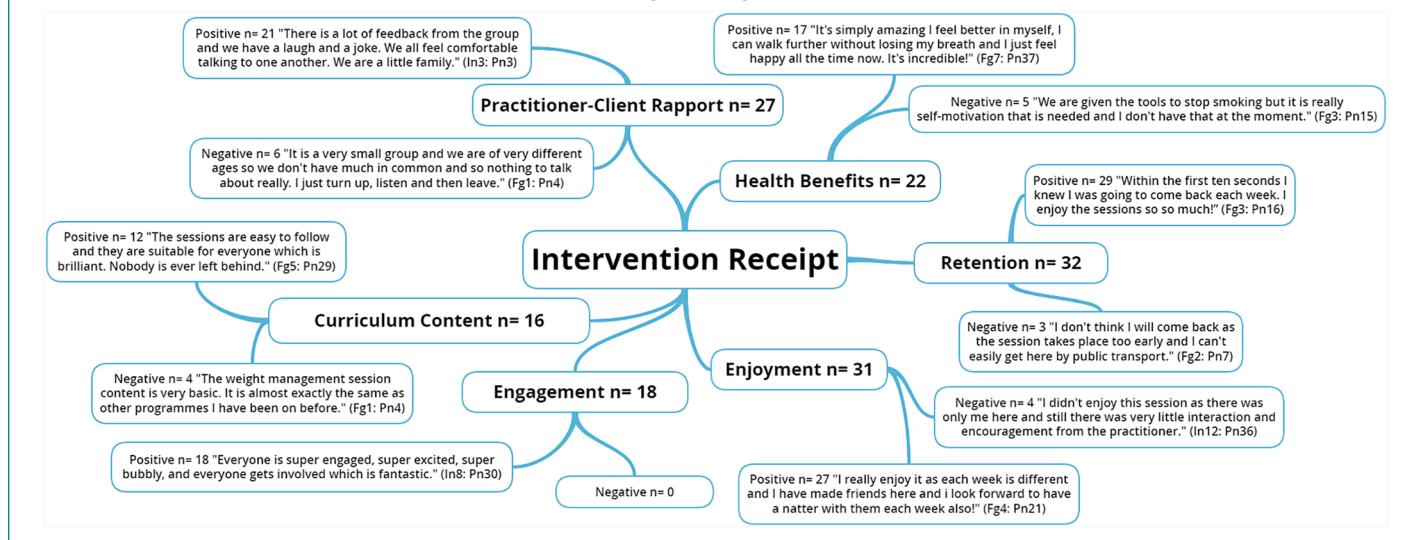 Positive n= 21 "There is a lot of feedback from the group
and we have a laugh and a joke. We all feel comfortable
talking to one another. We are a little family." (In3: Pn3)
Practitioner-Client Rapport n= 27
Negative n= 6 "It is a very small group and we are of very different
ages so we don't have much in common and so nothing to talk
about really. I just turn up, listen and then leave." (Fg1: Pn4)
Positive n= 17 "It's simply amazing I feel better in myself, I
can walk further without losing my breath and I just feel
happy all the time now. It's incredible!" (Fg7: Pn37)
Negative n= 5 "We are given the tools to stop smoking but it is really
self-motivation that is needed and I don't have that at the moment." (Fg3: Pn15)
Health Benefits n= 22
Positive n= 29 "Within the first ten seconds I
knew I was going to come back each week. I
enjoy the sessions so so much!" (Fg3: Pn16)
Intervention Receipt
Retention n= 32
Negative n= 3 "I don't think I will come back as
the session takes place too early and I can't
easily get here by public transport." (Fg2: Pn7)
Positive n= 12 "The sessions are easy to follow
and they are suitable for everyone which is
brilliant. Nobody is ever left behind." (Fg5: Pn29)
Curriculum Content n= 16
Negative n= 4 "The weight management session
content is very basic. It is almost exactly the same as
other programmes I have been on before." (Fg1: Pn4)
Engagement n= 18
Positive n= 18 "Everyone is super engaged, super excited, super
bubbly, and everyone gets involved which is fantastic." (In8: Pn30)
Negative n= 0
Enjoyment n= 31
Negative n= 4 "I didn't enjoy this session as there was
only me here and still there was very little interaction and
encouragement from the practitioner." (In12: Pn36)
Positive n= 27 "I really enjoy it as each week is different
and I have made friends here and i look forward to have
a natter with them each week also!" (Fg4: Pn21)